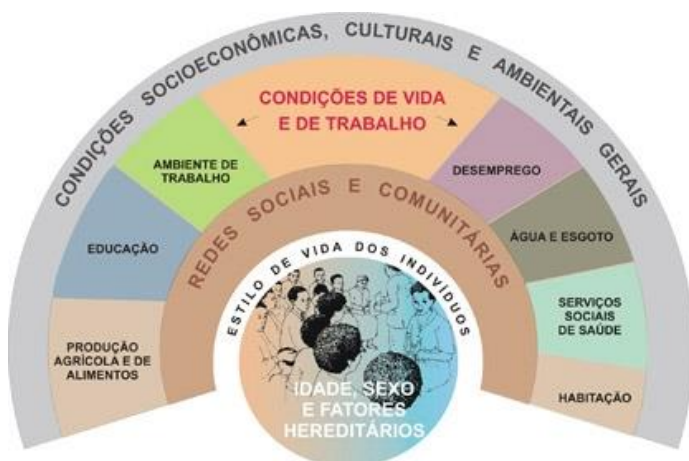 CONDIÇÕES SOCIOECONÔMICAS, CULTURAIS E AMBIENTAIS GERAIS
CONDIÇÕES DE VIDA
E DE TRABALHO
AMBIENTE DE
TRABALHO
DESEMPREGO
REDES SOCIAIS E COMUNITÁRIAS
EDUCAÇÃO
ÁGUA E ESGOTO
ESTILO DE VIDA DOS INDIVÍDUOS
SERVIÇOS
SOCIAIS
DE SAÚDE
PRODUÇÃO
AGRÍCOLA E DE
ALIMENTOS
HABITAÇÃO
IDADE, SEXO
E FATORES
HEREDITÁRIOS